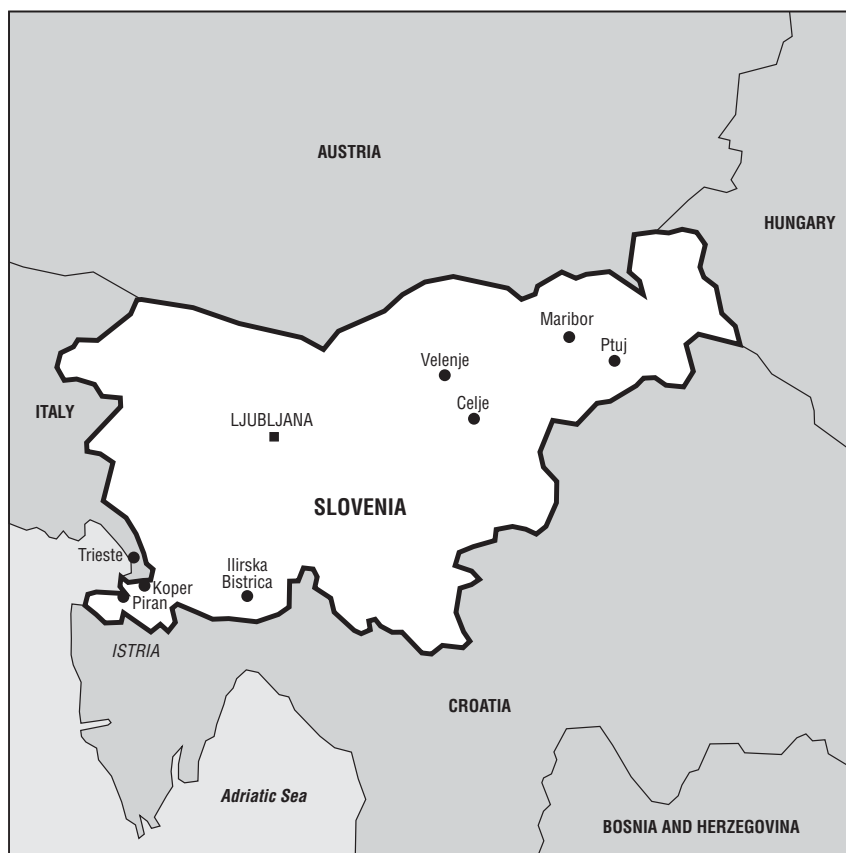 AUSTRIA
HUNGARY
Maribor
Ptuj
Velenje
Celje
ITALY
LJUBLJANA
SLOVENIA
Trieste
Ilirska
Bistrica
Koper
Piran
ISTRIA
CROATIA
Adriatic Sea
BOSNIA AND HERZEGOVINA